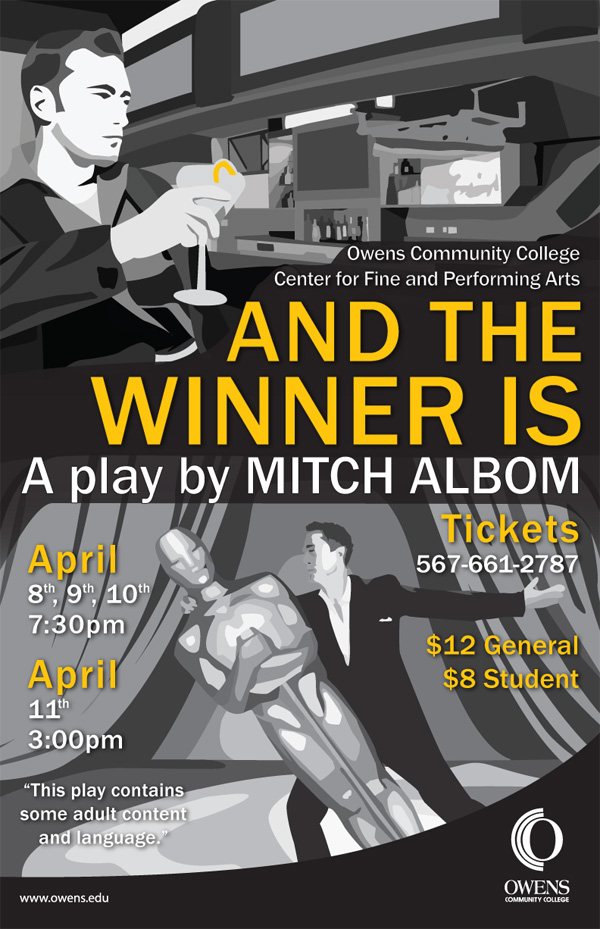 Owens Community College
Center for Fine and Performing Arts
AND THE
WINNER IS
A play by MITCH ALBOM
Tickets
567-661-2787
$12 General
$8 Student
April
8th, 9th, 10th
7:30pm
April
11th
3:00pm
“This play contains
some adult content
and language.”
www.owens.edu
OWENS
COMMUNITY COLLEGE